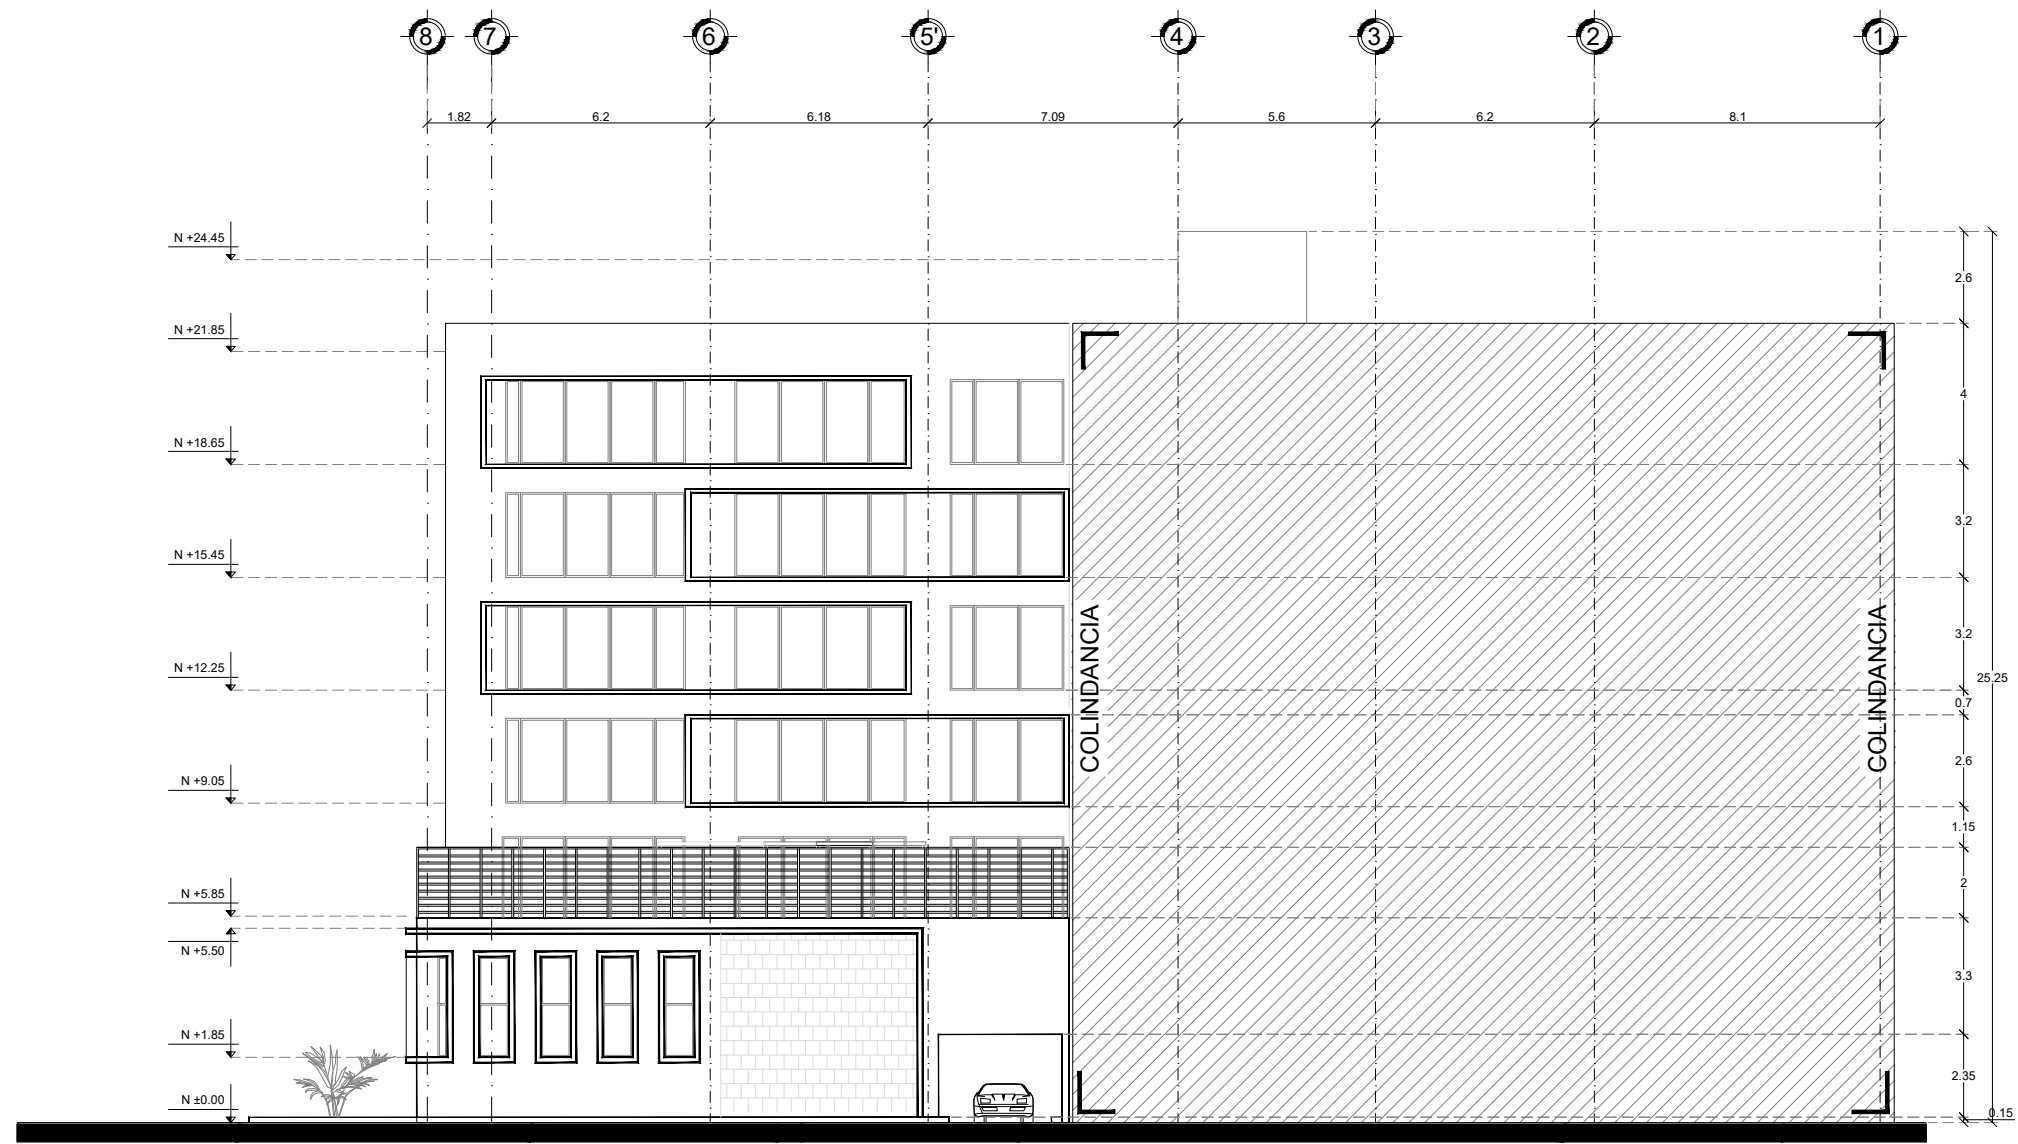 8 7 6 5' 4 3 2 1
1.82 6.2 6.18 7.09 5.6 6.2 8.1
N +24.45
2.6
N +21.85
4
N +18.65
3.2
N +15.45
3.2
COLINDANCIA
COLINDANCIA
N +12.25
25.25
0.7
2.6
N +9.05
1.15
N +5.85
2
N +5.50
3.3
N +1.85
2.35
N ±0.00
0.15